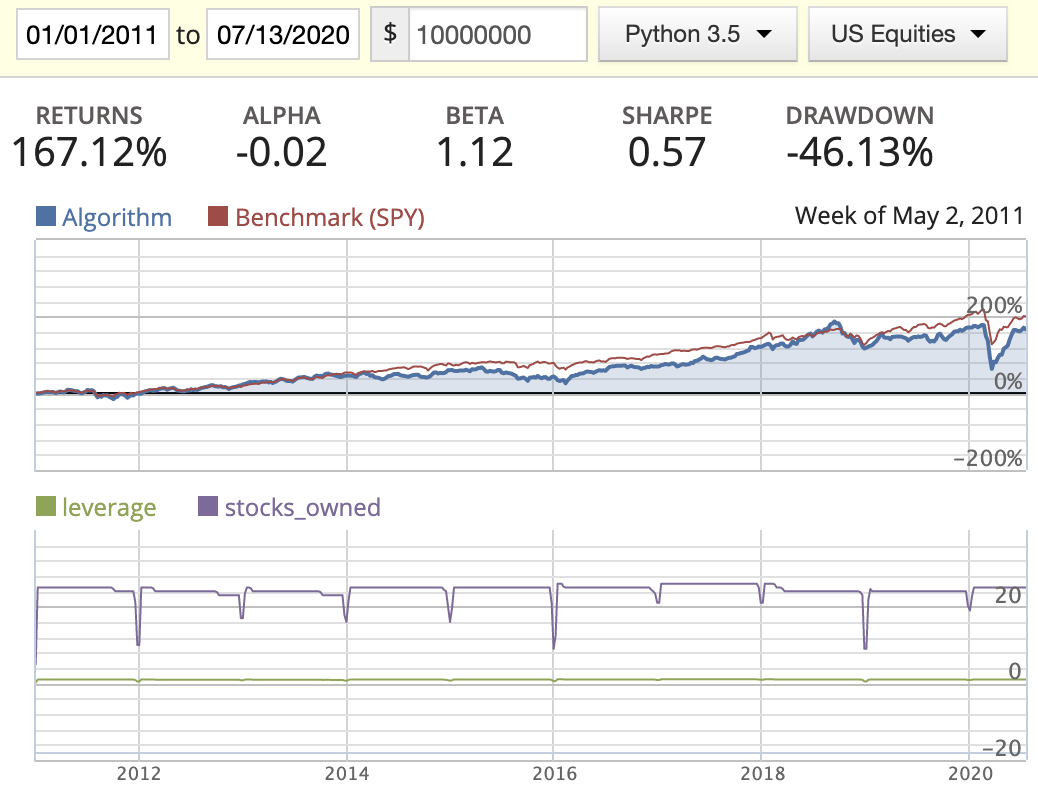 01/01/2011 to 07/13/2020 $ 10000000 Python 3.5 US Equities
RETURNS ALPHA BETA SHARPE DRAWDOWN
167.12% -0.02 1.12 0.57 -46.13%
Algorithm Benchmark (SPY) Week of May 2, 2011
200%
0%
−200%
leverage stocks_owned
20
0
−20
2012 2014 2016 2018 2020